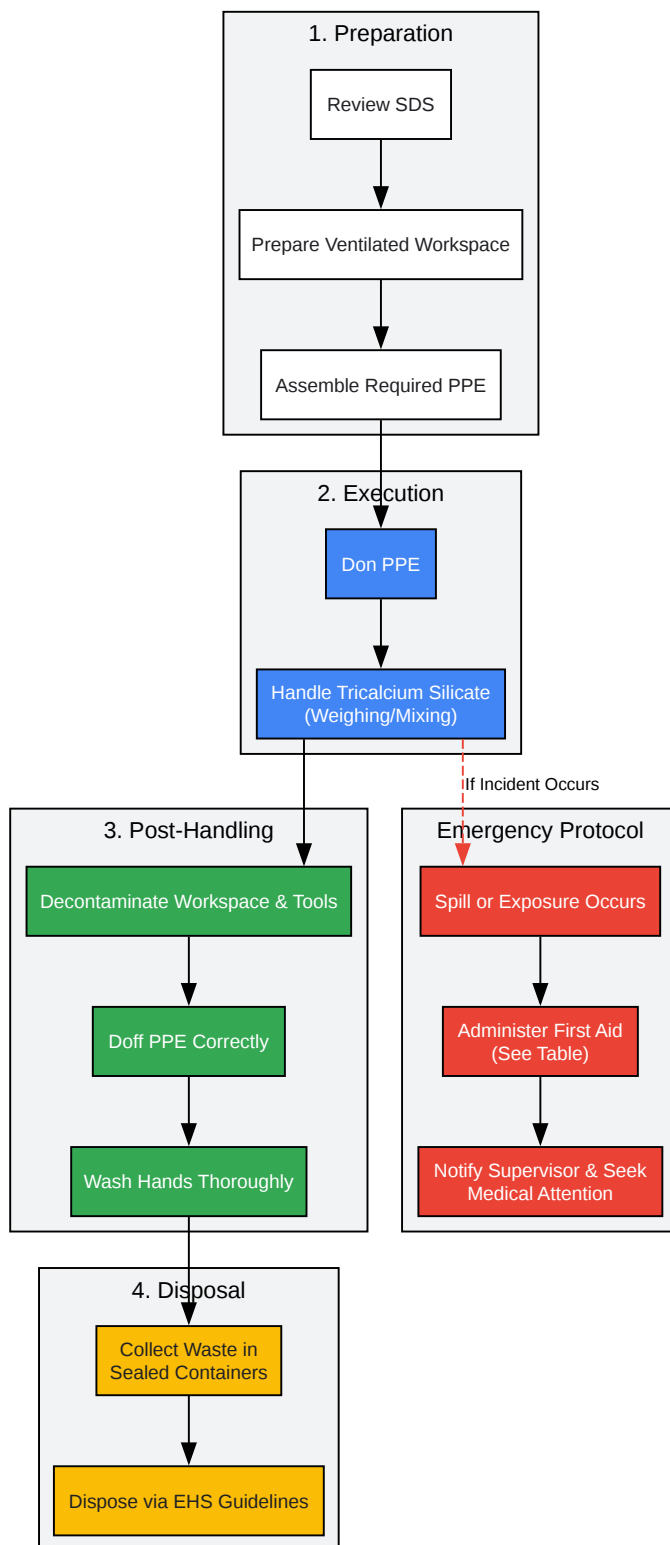 1. Preparation
Review SDS
Prepare Ventilated Workspace
Assemble Required PPE
2. Execution
Don PPE
Handle Tricalcium Silicate
(Weighing/Mixing)
If Incident Occurs
3. Post-Handling
Decontaminate Workspace & Tools
Doff PPE Correctly
Wash Hands Thoroughly
Emergency Protocol
Spill or Exposure Occurs
Administer First Aid
(See Table)
Notify Supervisor & Seek
Medical Attention
4. Disposal
Collect Waste in
Sealed Containers
Dispose via EHS Guidelines